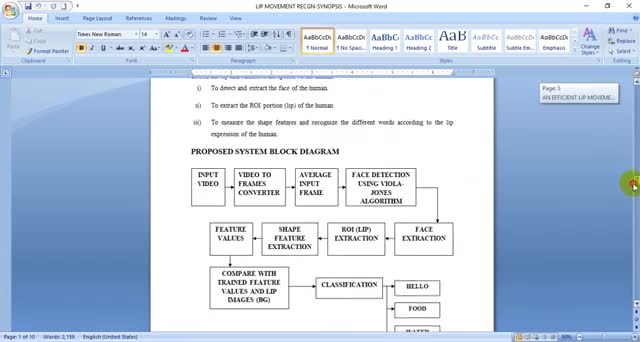 LIP MOVEMENT RECGN-SYNOPSIS - Microsoft Word
Home Insert Page Layout References Mailings Review View
Paste
Cut
Copy
Format Painter
Clipboard
Times New Roman 14
Font
Paragraph
AaBbCcDc AaBbCcDc AaBbC AaBbCc AaB AaBbCc. AaBbCcDt AaBbCcDt
¶ Normal ¶ No Spaci... Heading 1 Heading 2 Title Subtitle Subtle Em... Emphasis
Change Styles
Styles
Find
Replace
Select
Editing
Page: 5
AN EFFICIENT LIP MOVEME...
i) To detect and extract the face of the human.
ii) To extract the ROI portion (lip) of the human
iii) To measure the shape features and recognize the different words according to the lip
expression of the human.
PROPOSED SYSTEM BLOCK DIAGRAM
INPUT VIDEO
VIDEO TO FRAMES CONVERTER
AVERAGE INPUT FRAME
FACE DETECTION USING VIOLA-JONES ALGORITHM
FEATURE VALUES
SHAPE FEATURE EXTRACTION
ROI (LIP) EXTRACTION
FACE EXTRACTION
COMPARE WITH TRAINED FEATURE VALUES AND LIP IMAGES (BG)
CLASSIFICATION
HELLO
FOOD
WATER
Page: 1 of 10 Words: 2,159 English (United States)